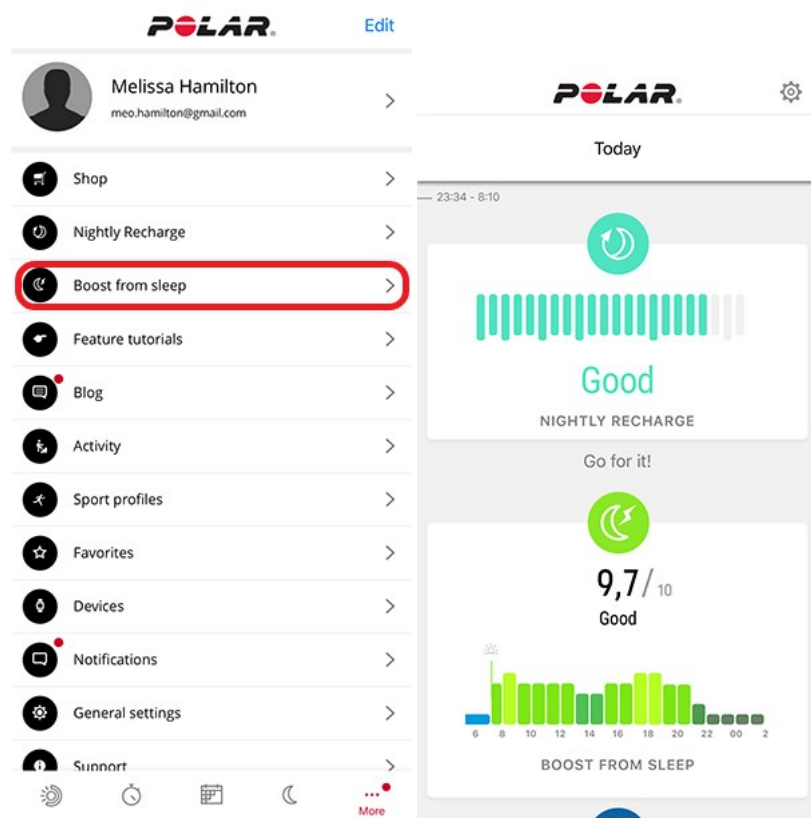 POLAR.
Edit
Melissa Hamilton
meo.hamilton@gmail.com
Shop
Nightly Recharge
Boost from sleep
Feature tutorials
Blog
Activity
Sport profiles
Favorites
Devices
Notifications
General settings
Support
More
POLAR.
Today
23:34 - 8:10
Good
NIGHTLY RECHARGE
Go for it!
9,7/ 10
Good
6 8 10 12 14 16 18 20 22 00 2
BOOST FROM SLEEP